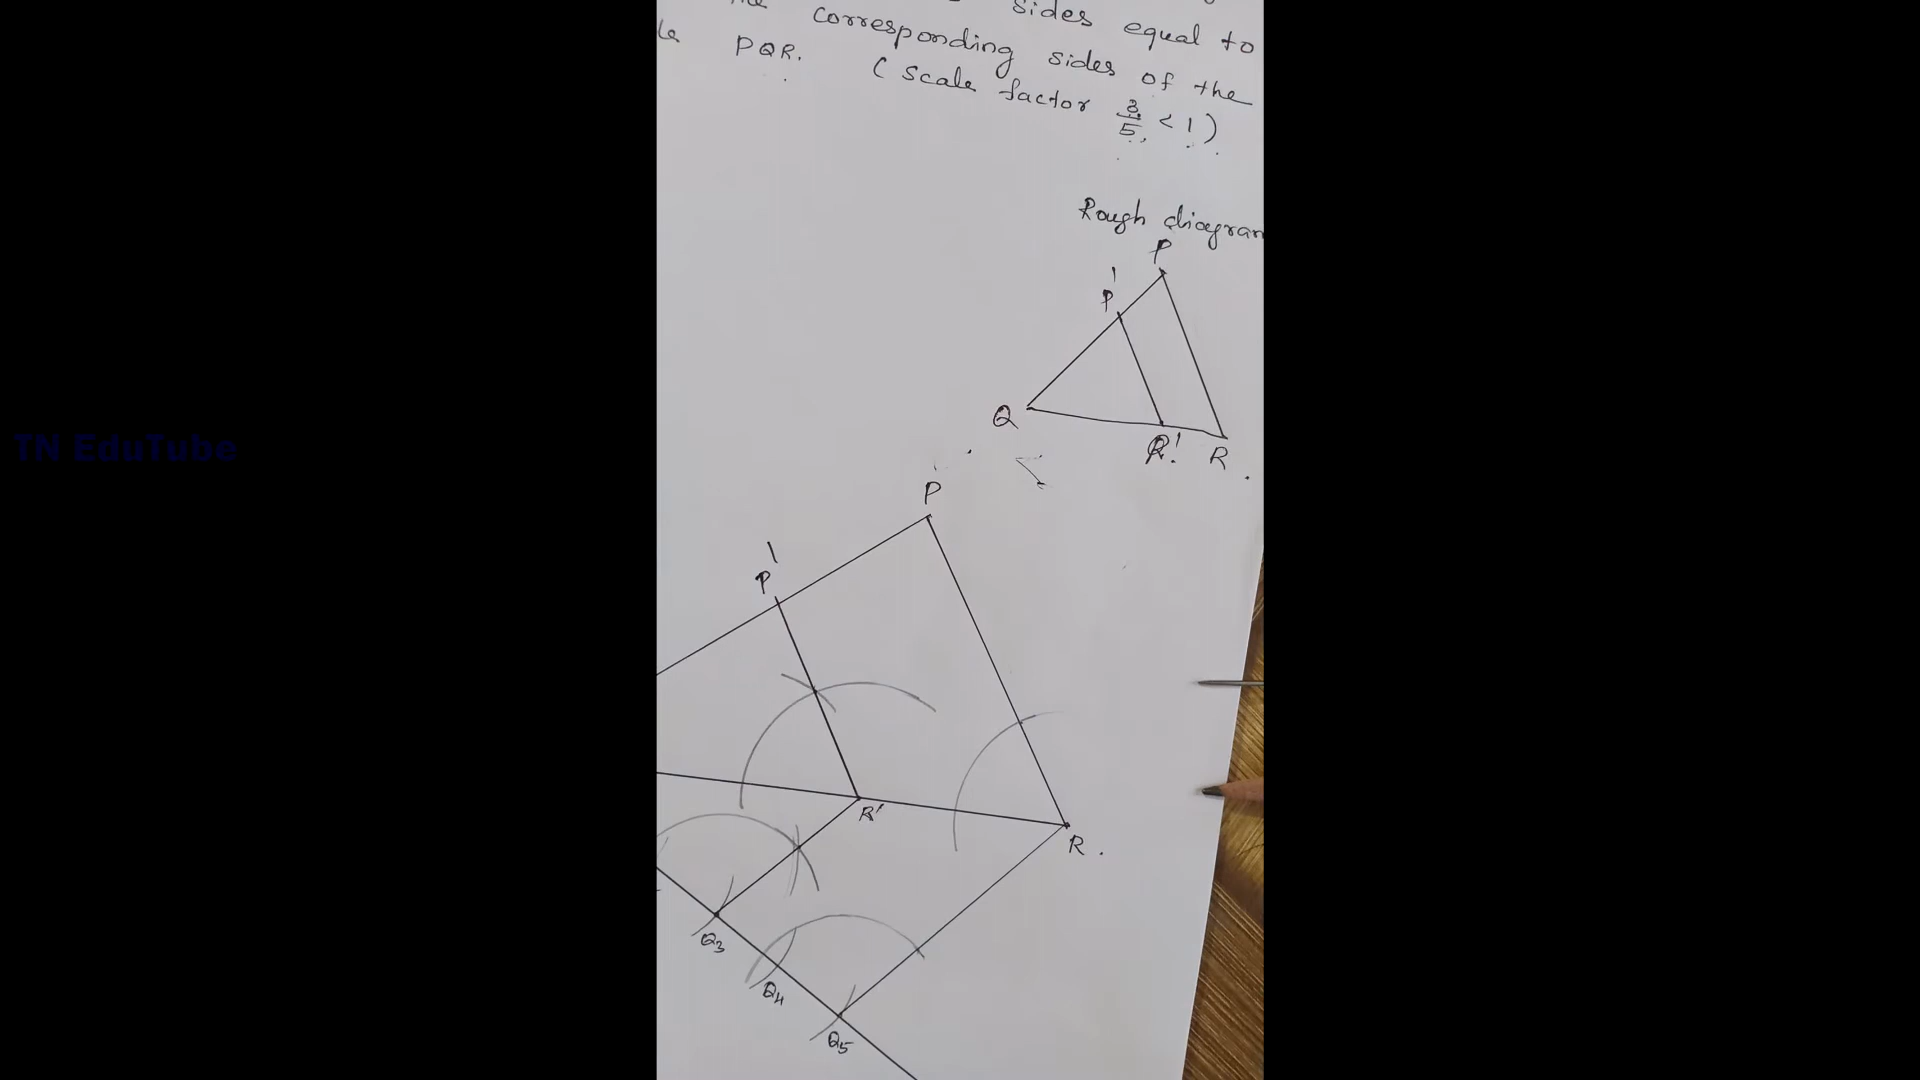 sides equal to
corresponding sides of the
PQR. (Scale factor 3/5 < 1)
Rough diagram
P
P'
Q
R'
R
TN EduTube
P
P'
R'
R.
Q3
Q4
Q5